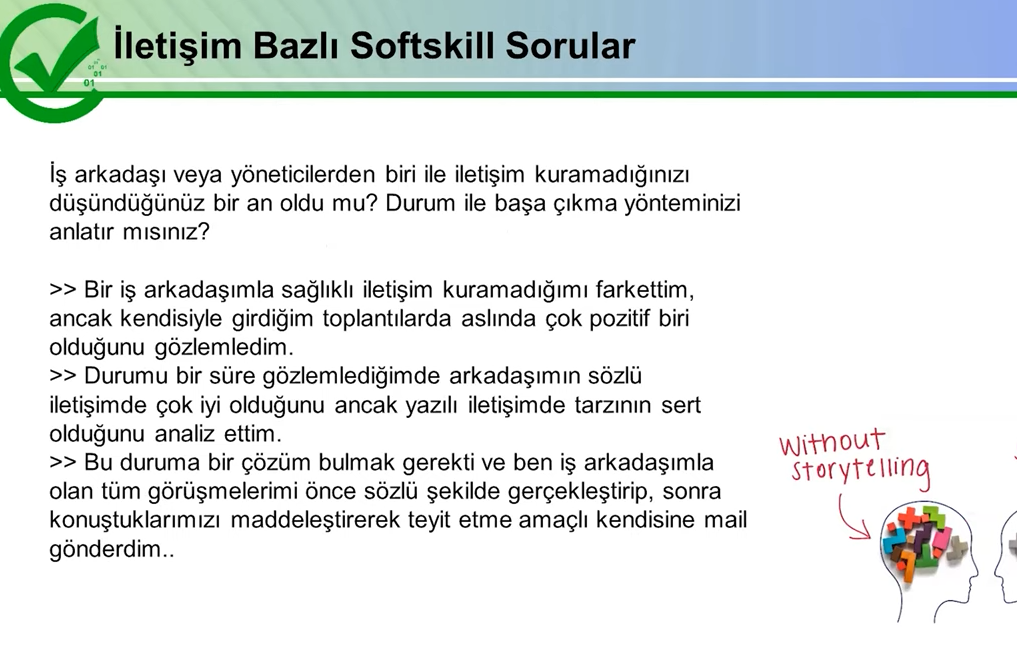 İletişim Bazlı Softskill Sorular
01 01
01
01
İş arkadaşı veya yöneticilerden biri ile iletişim kuramadığınızı
düşündüğünüz bir an oldu mu? Durum ile başa çıkma yönteminizi
anlatır mısınız?
>> Bir iş arkadaşımla sağlıklı iletişim kuramadığımı farkettim,
ancak kendisiyle girdiğim toplantılarda aslında çok pozitif biri
olduğunu gözlemledim.
>> Durumu bir süre gözlemlediğimde arkadaşımın sözlü
iletişimde çok iyi olduğunu ancak yazılı iletişimde tarzının sert
olduğunu analiz ettim.
>> Bu duruma bir çözüm bulmak gerekti ve ben iş arkadaşımla
olan tüm görüşmelerimi önce sözlü şekilde gerçekleştirip, sonra
konuştuklarımızı maddeleştirerek teyit etme amaçlı kendisine mail
gönderdim..
Without
storytelling